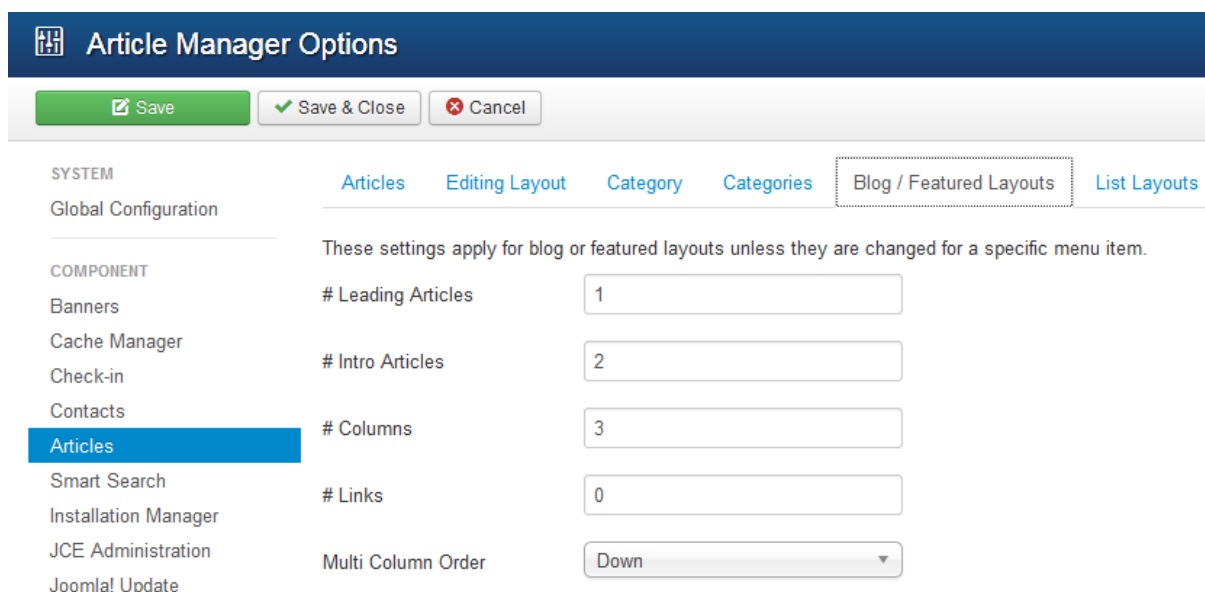 Article Manager Options
Save Save & Close Cancel
SYSTEM
Global Configuration
COMPONENT
Banners
Cache Manager
Check-in
Contacts
Articles
Smart Search
Installation Manager
JCE Administration
Joomla! Update
Articles Editing Layout Category Categories Blog / Featured Layouts List Layouts
These settings apply for blog or featured layouts unless they are changed for a specific menu item.
# Leading Articles 1
# Intro Articles 2
# Columns 3
# Links 0
Multi Column Order Down